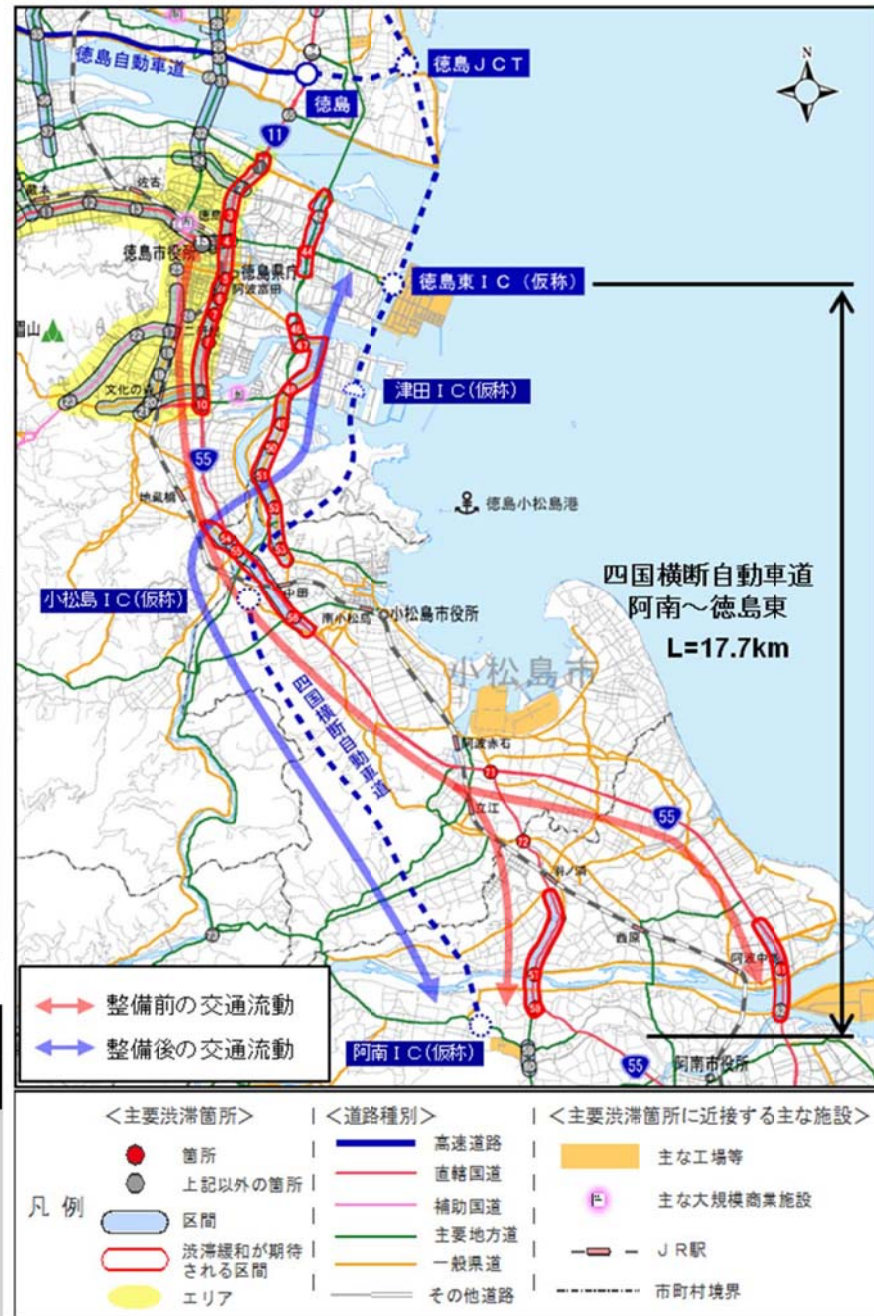 N
徳島自動車道
徳島JCT
徳島
11
佐古
蔵本
徳島市役所
徳島県庁
阿波富田
徳島東IC（仮称）
眉山
文化の森
津田IC(仮称)
10
55
地蔵橋
徳島小松島港
四国横断自動車道
阿南～徳島東
L=17.7km
小松島IC(仮称)
中田
南小松島
小松島市役所
小松島市
四国横断自動車道
阿波赤石
71
立江
55
72
羽ノ浦
西原
阿波中島
整備前の交通流動
整備後の交通流動
阿南IC(仮称)
55
阿南市役所
凡例
＜主要渋滞箇所＞
箇所
上記以外の箇所
区間
渋滞緩和が期待
される区間
エリア
＜道路種別＞
高速道路
直轄国道
補助国道
主要地方道
一般県道
その他道路
＜主要渋滞箇所に近接する主な施設＞
主な工場等
主な大規模商業施設
JR駅
市町村境界